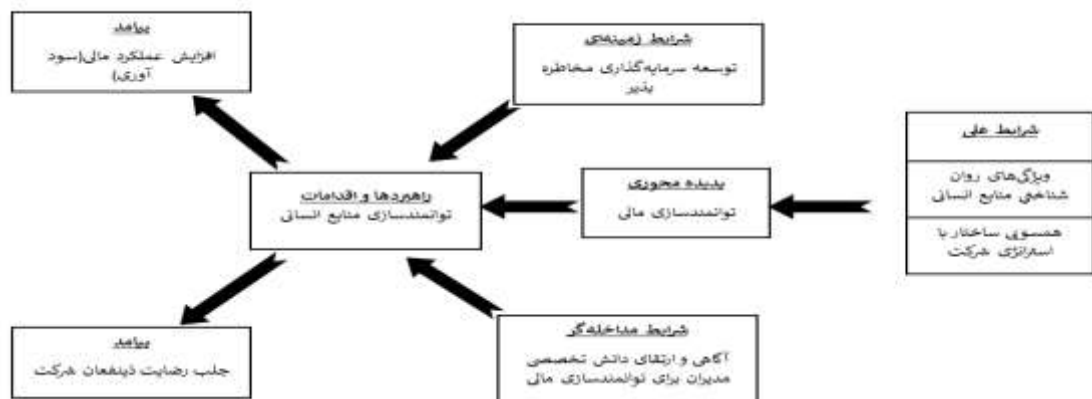 شرایط علی
ویژگی‌های روان
شناختی منابع انسانی
همسویی ساختار با
استراتژی شرکت
پدیده محوری
توانمندسازی مالی
شرایط زمینه‌ای
توسعه سرمایه‌گذاری مخاطره
پذیر
راهبردها و اقدامات
توانمندسازی منابع انسانی
شرایط مداخله‌گر
آگاهی و ارتقای دانش تخصصی
مدیران برای توانمندسازی مالی
پیامد
افزایش عملکرد مالی(سود
آوری)
پیامد
جلب رضایت ذینفعان شرکت